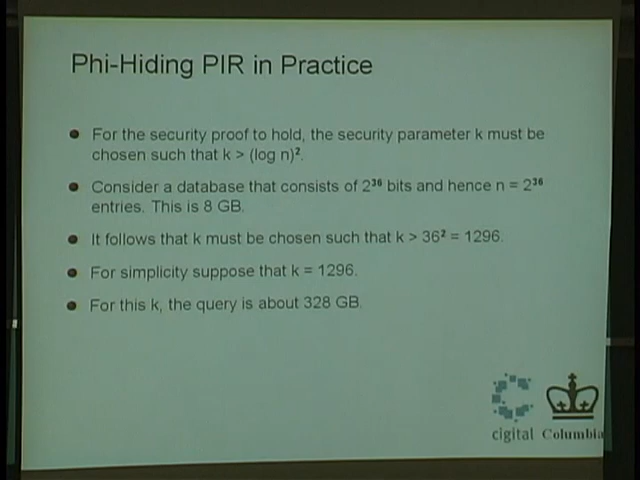 Phi-Hiding PIR in Practice
For the security proof to hold, the security parameter k must be
chosen such that k > (log n)².
Consider a database that consists of 2³⁶ bits and hence n = 2³⁶
entries. This is 8 GB.
It follows that k must be chosen such that k > 36² = 1296.
For simplicity suppose that k = 1296.
For this k, the query is about 328 GB.
cigital Columbia